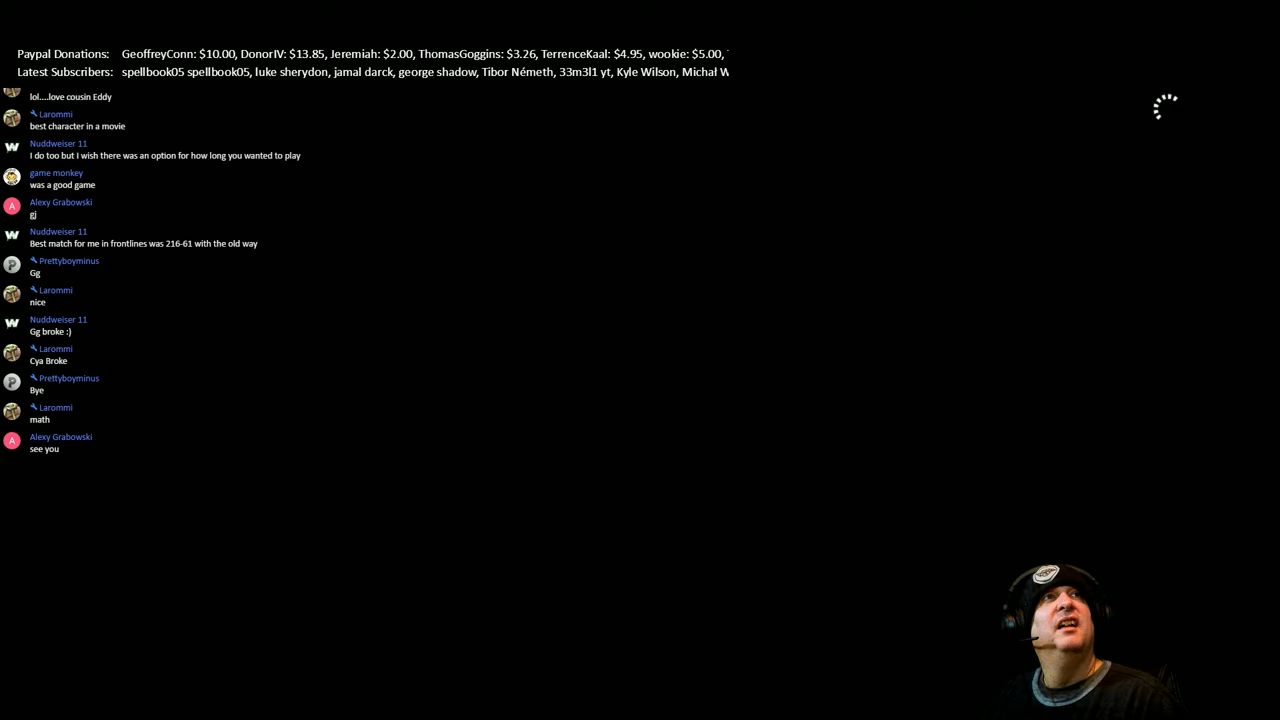 Paypal Donations: GeoffreyConn: $10.00, DonorIV: $13.85, Jeremiah: $2.00, ThomasGoggins: $3.26, TerrenceKaal: $4.95, wookie: $5.00,
Latest Subscribers: spellbook05 spellbook05, luke sherydon, jamal darck, george shadow, Tibor Németh, 33m3l1 yt, Kyle Wilson, Michał W
lol....love cousin Eddy
Larommi
best character in a movie
Nuddweiser 11
I do too but I wish there was an option for how long you wanted to play
game monkey
was a good game
A Alexy Grabowski
gj
Nuddweiser 11
Best match for me in frontlines was 216-61 with the old way
P Prettyboyminus
Gg
Larommi
nice
Nuddweiser 11
Gg broke :)
Larommi
Cya Broke
P Prettyboyminus
Bye
Larommi
math
A Alexy Grabowski
see you